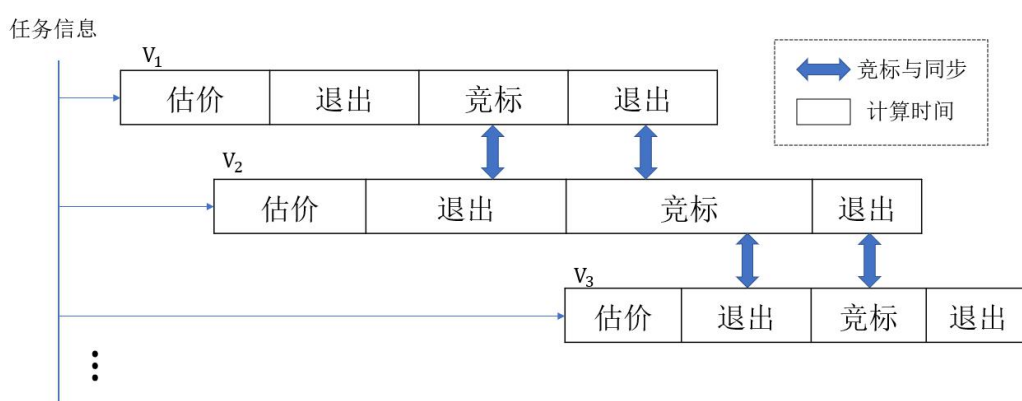 任务信息
V1
估价 退出 竞标 退出
竞标与同步
计算时间
V2
估价 退出 竞标 退出
V3
估价 退出 竞标 退出